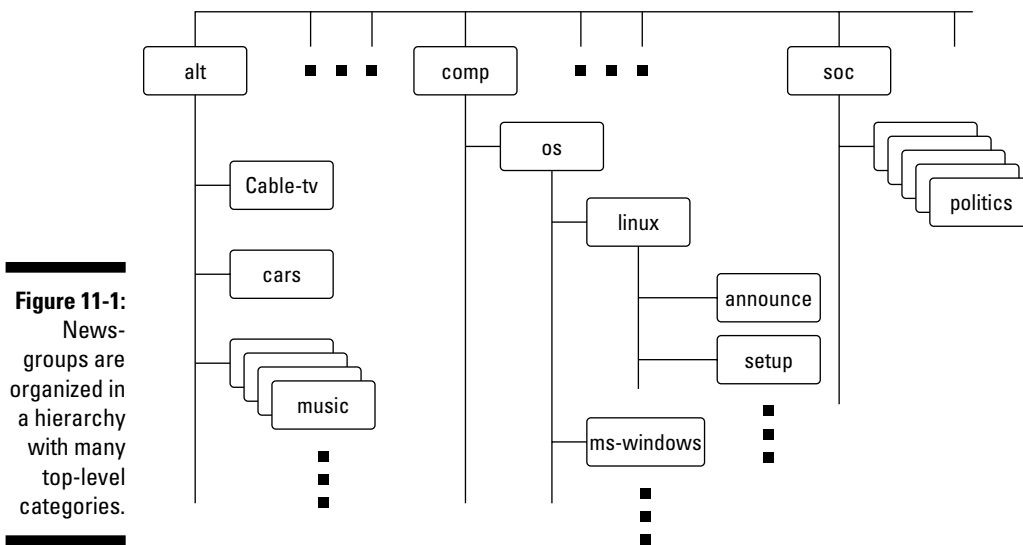 alt
comp
soc
os
Cable-tv
politics
linux
cars
announce
setup
music
ms-windows
Figure 11-1:
News-
groups are
organized in
a hierarchy
with many
top-level
categories.